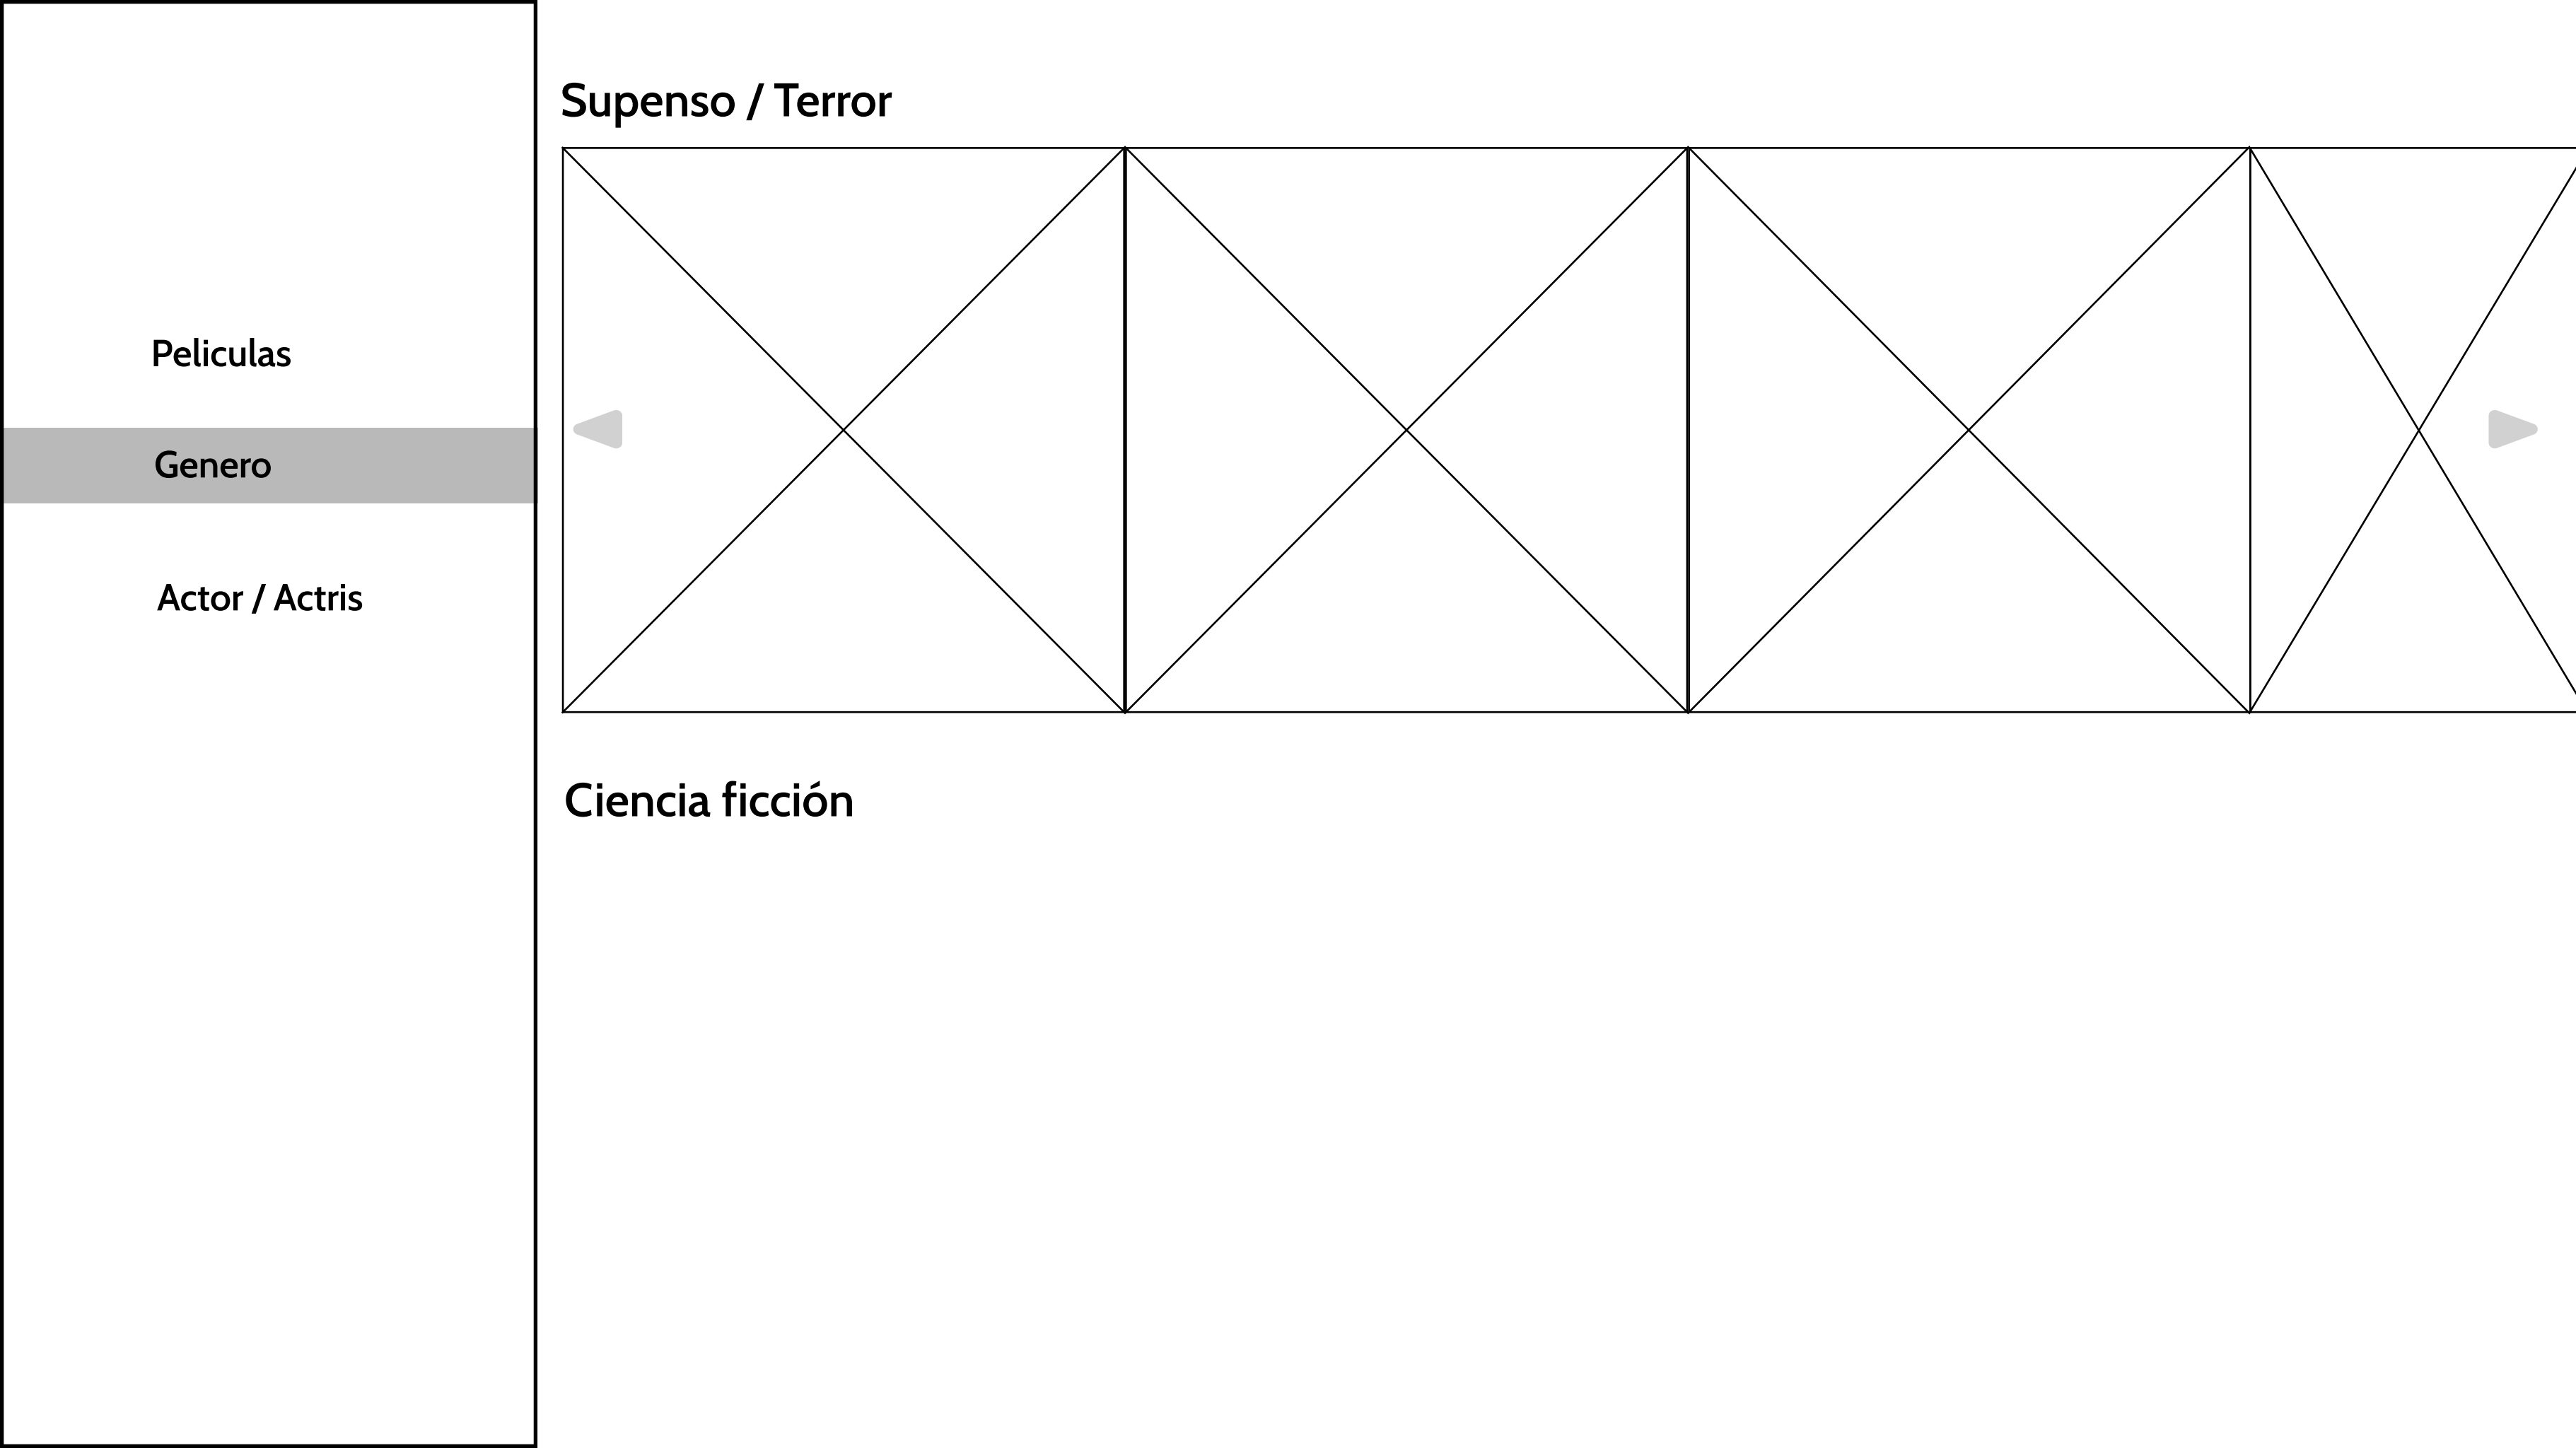 Peliculas
Genero
Actor / Actris
Supenso / Terror
Ciencia ficción